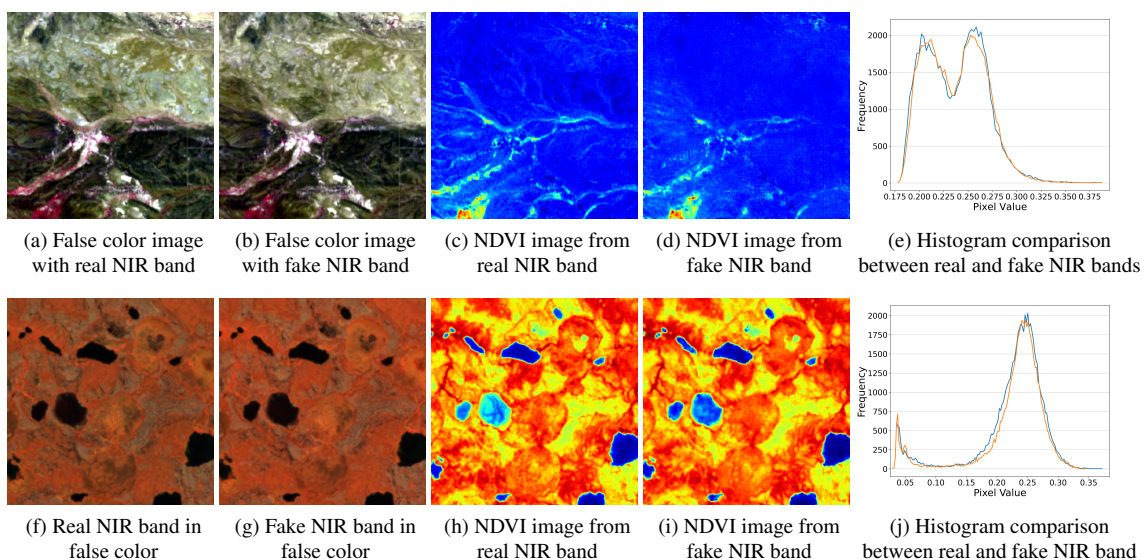 2000
1750
1500
1250
1000
750
500
250
0
Frequency
0.175 0.200 0.225 0.250 0.275 0.300 0.325 0.350 0.375
Pixel Value
(a) False color image
with real NIR band
(b) False color image
with fake NIR band
(c) NDVI image from
real NIR band
(d) NDVI image from
fake NIR band
(e) Histogram comparison
between real and fake NIR bands
2000
1750
1500
1250
1000
750
500
250
0
Frequency
0.05 0.10 0.15 0.20 0.25 0.30 0.35
Pixel Value
(f) Real NIR band in
false color
(g) Fake NIR band in
false color
(h) NDVI image from
real NIR band
(i) NDVI image from
fake NIR band
(j) Histogram comparison
between real and fake NIR band